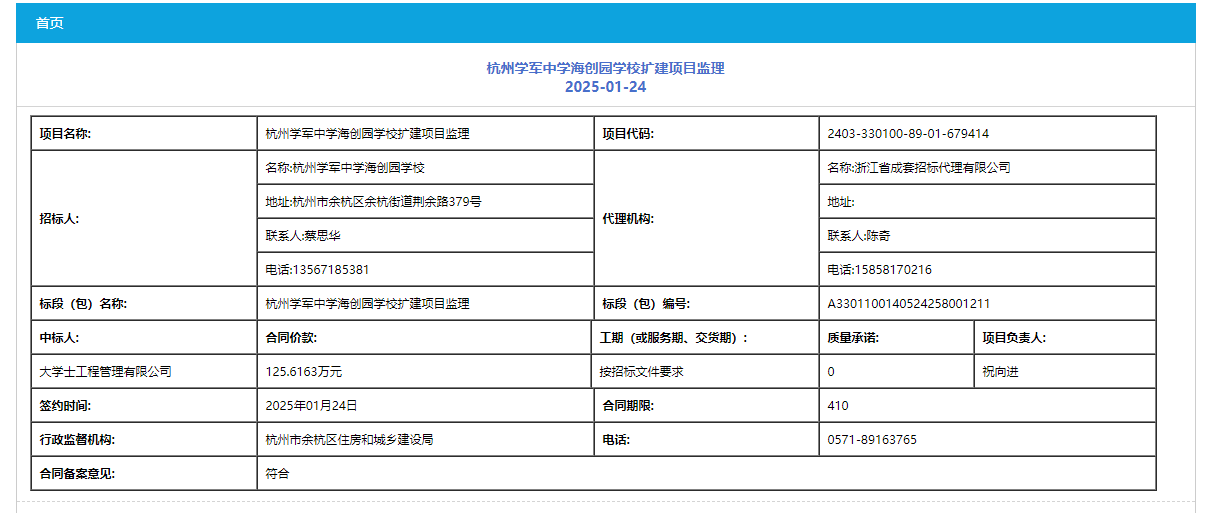 首页
杭州学军中学海创园学校扩建项目监理
2025-01-24
项目名称: 杭州学军中学海创园学校扩建项目监理 项目代码: 2403-330100-89-01-679414
招标人: 名称:杭州学军中学海创园学校 代理机构: 名称:浙江省成套招标代理有限公司
地址:杭州市余杭区余杭街道荆余路379号 地址:
联系人:蔡思华 联系人:陈奇
电话:13567185381 电话:15858170216
标段（包）名称: 杭州学军中学海创园学校扩建项目监理 标段（包）编号: A3301100140524258001211
中标人: 合同价款: 工期（或服务期、交货期）: 质量承诺: 项目负责人:
大学士工程管理有限公司 125.6163万元 按招标文件要求 0 祝向进
签约时间: 2025年01月24日 合同期限: 410
行政监督机构: 杭州市余杭区住房和城乡建设局 电话: 0571-89163765
合同备案意见: 符合